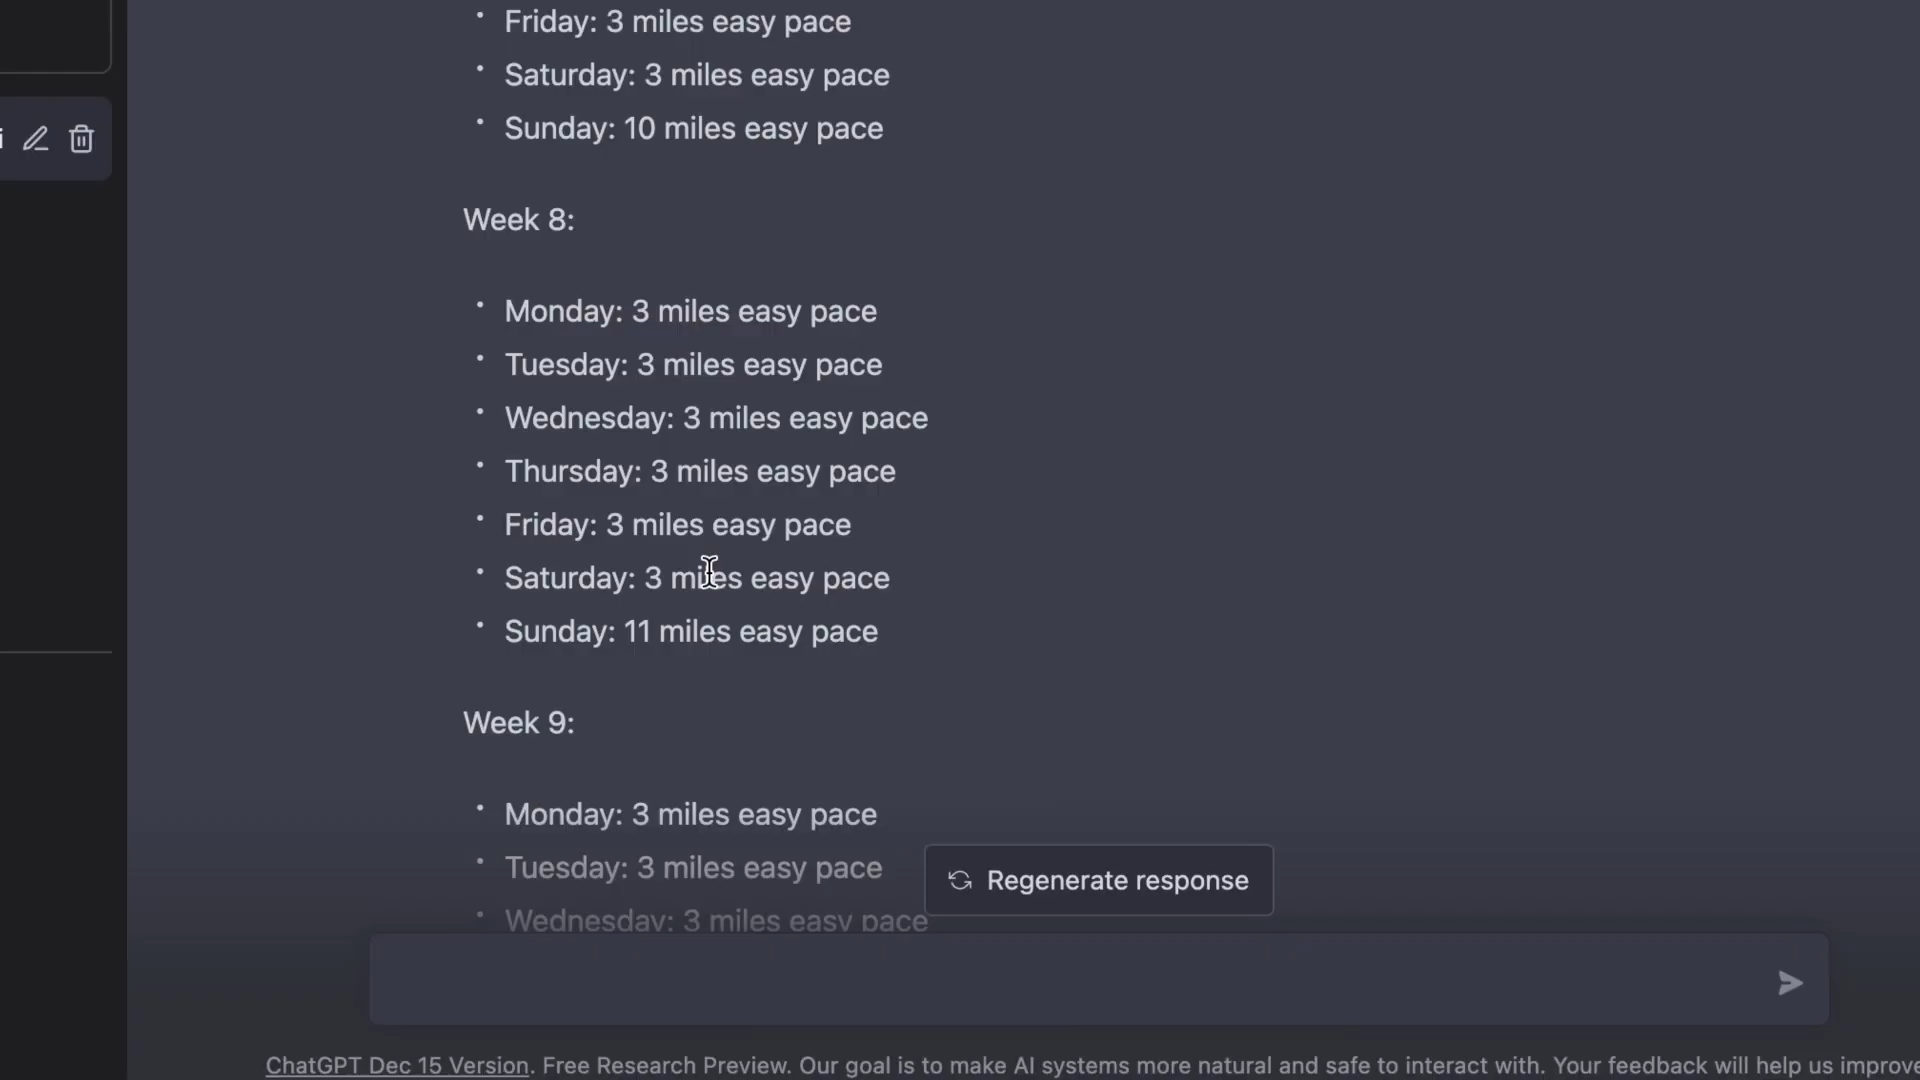 Friday: 3 miles easy pace
Saturday: 3 miles easy pace
Sunday: 10 miles easy pace
Week 8:
Monday: 3 miles easy pace
Tuesday: 3 miles easy pace
Wednesday: 3 miles easy pace
Thursday: 3 miles easy pace
Friday: 3 miles easy pace
Saturday: 3 miles easy pace
Sunday: 11 miles easy pace
Week 9:
Monday: 3 miles easy pace
Tuesday: 3 miles easy pace
Regenerate response
Wednesday: 3 miles easy pace
ChatGPT Dec 15 Version. Free Research Preview. Our goal is to make AI systems more natural and safe to interact with. Your feedback will help us improve